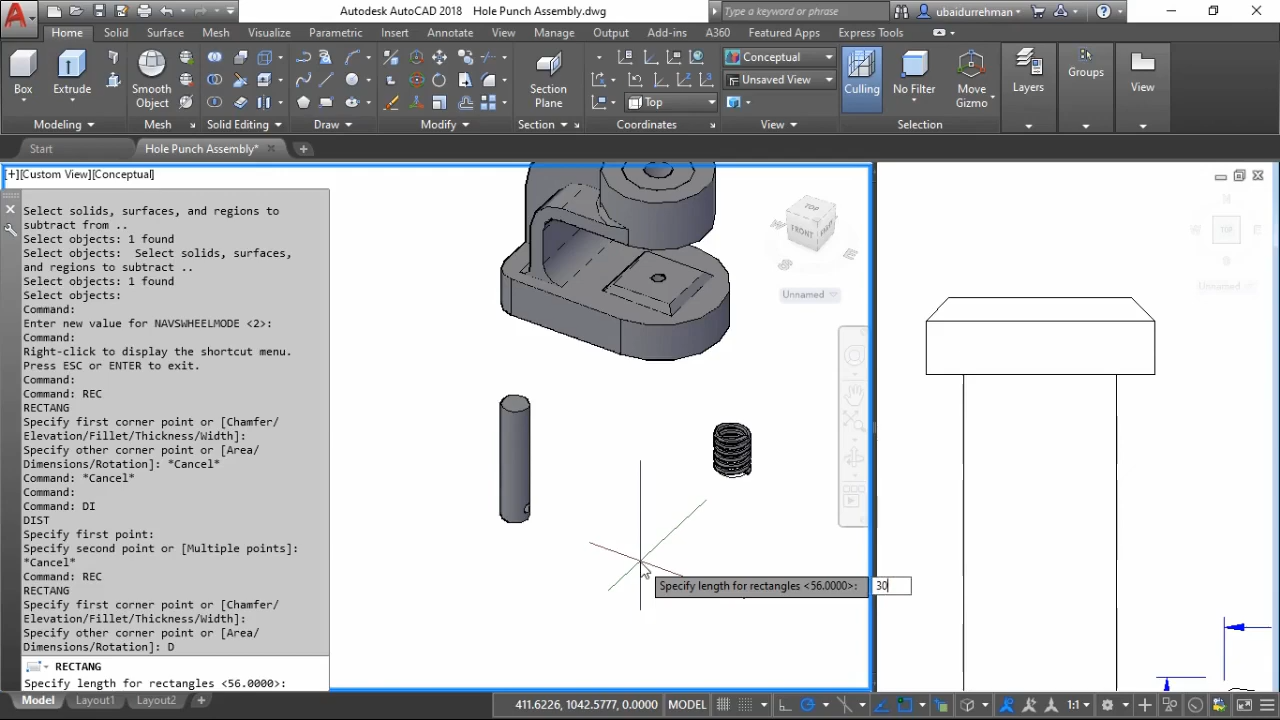 Autodesk AutoCAD 2018 Hole Punch Assembly.dwg
Type a keyword or phrase
ubaidurrehman
Home Solid Surface Mesh Visualize Parametric Insert Annotate View Manage Output Add-ins A360 Featured Apps Express Tools
Conceptual
Unsaved View
Top
Box Extrude Smooth Object Section Plane Culling No Filter Move Gizmo Layers Groups View
Modeling Mesh Solid Editing Draw Modify Section Coordinates View Selection
Start Hole Punch Assembly*
[+][Custom View][Conceptual]
Select solids, surfaces, and regions to
subtract from ..
Select objects: 1 found
Select objects:  Select solids, surfaces,
and regions to subtract ..
Select objects: 1 found
Select objects:
Command:
Enter new value for NAVSWHEELMODE <2>:
Command:
Right-click to display the shortcut menu.
Press ESC or ENTER to exit.
Command:
Command: REC
RECTANG
Specify first corner point or [Chamfer/
Elevation/Fillet/Thickness/Width]:
Specify other corner point or [Area/
Dimensions/Rotation]: *Cancel*
Command: *Cancel*
Command:
Command: DI
DIST
Specify first point:
Specify second point or [Multiple points]:
*Cancel*
Command: REC
RECTANG
Specify first corner point or [Chamfer/
Elevation/Fillet/Thickness/Width]:
Specify other corner point or [Area/
Dimensions/Rotation]: D
RECTANG
Specify length for rectangles <56.0000>:
TOP
FRONT
RIGHT
W
S
E
Unnamed
Specify length for rectangles <56.0000>: 30
N
W TOP E
S
Unnamed
Model Layout1 Layout2
411.6226, 1042.5777, 0.0000 MODEL 1:1